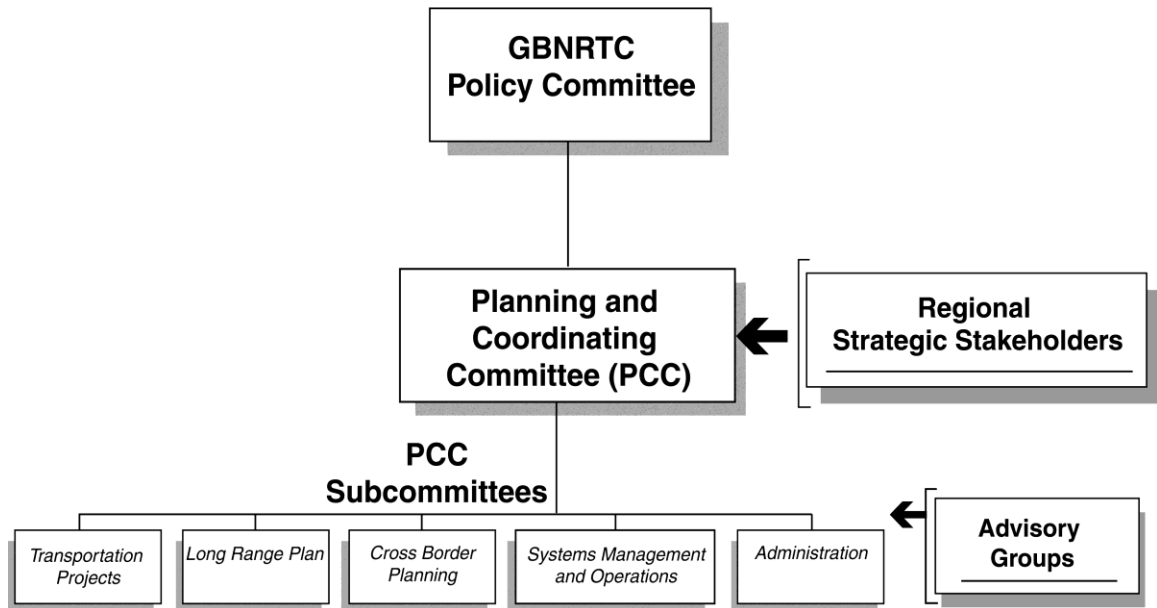 GBNRTC
Policy Committee
Planning and
Coordinating
Committee (PCC)
Regional
Strategic Stakeholders
PCC
Subcommittees
Transportation
Projects
Long Range Plan
Cross Border
Planning
Systems Management
and Operations
Administration
Advisory
Groups